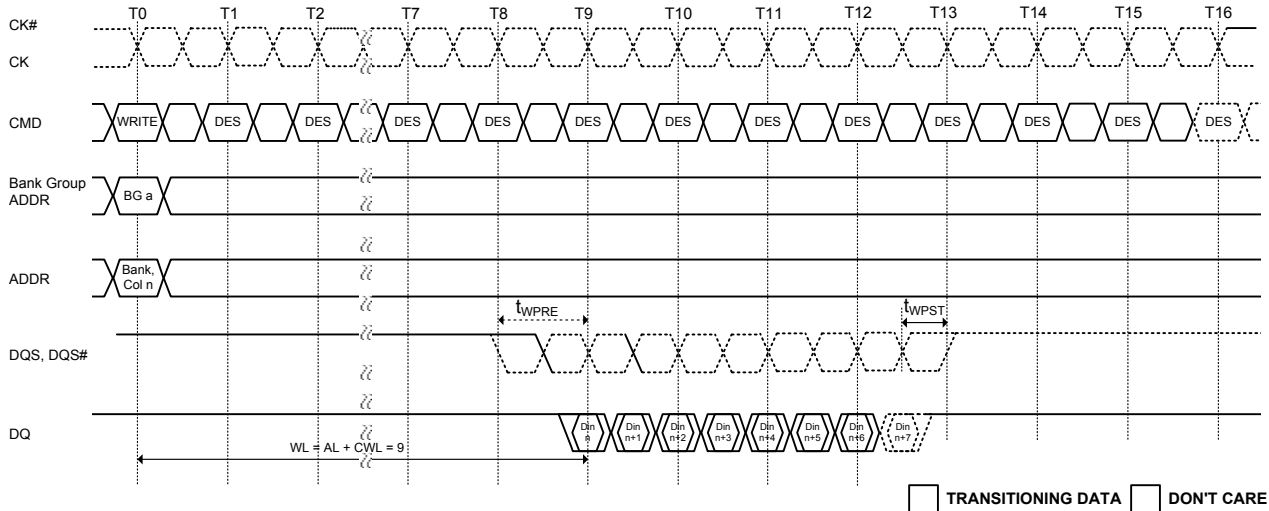 T0 T1 T2 T7 T8 T9 T10 T11 T12 T13 T14 T15 T16
CK#
CK
CMD WRITE DES DES DES DES DES DES DES DES DES DES DES DES
Bank Group
ADDR
BG a
ADDR
Bank,
Col n
tWPRE tWPST
DQS, DQS#
DQ
Din
n
Din
n+1
Din
n+2
Din
n+3
Din
n+4
Din
n+5
Din
n+6
Din
n+7
WL = AL + CWL = 9
TRANSITIONING DATA DON'T CARE